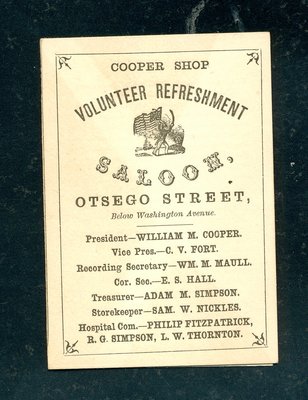 COOPER SHOP
VOLUNTEER REFRESHMENT
SALOON,
OTSEGO STREET,
Below Washington Avenue.
President—WILLIAM M. COOPER.
Vice Pres.—C. V. FORT.
Recording Secretary—WM. M. MAULL.
Cor. Sec.—E. S. HALL.
Treasurer—ADAM M. SIMPSON.
Storekeeper—SAM. W. NICKLES.
Hospital Com.—PHILIP FITZPATRICK,
R. G. SIMPSON, L. W. THORNTON.